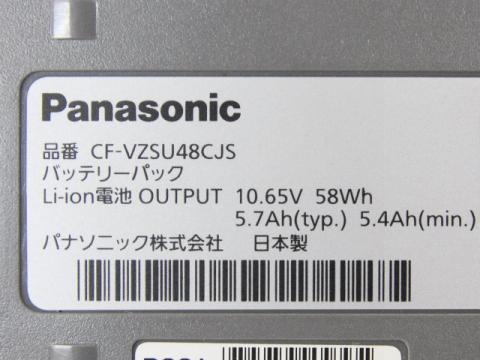 Panasonic
品番 CF-VZSU48CJS
バッテリーパック
Li-ion電池 OUTPUT 10.65V 58Wh
5.7Ah(typ.) 5.4Ah(min.)
パナソニック株式会社 日本製